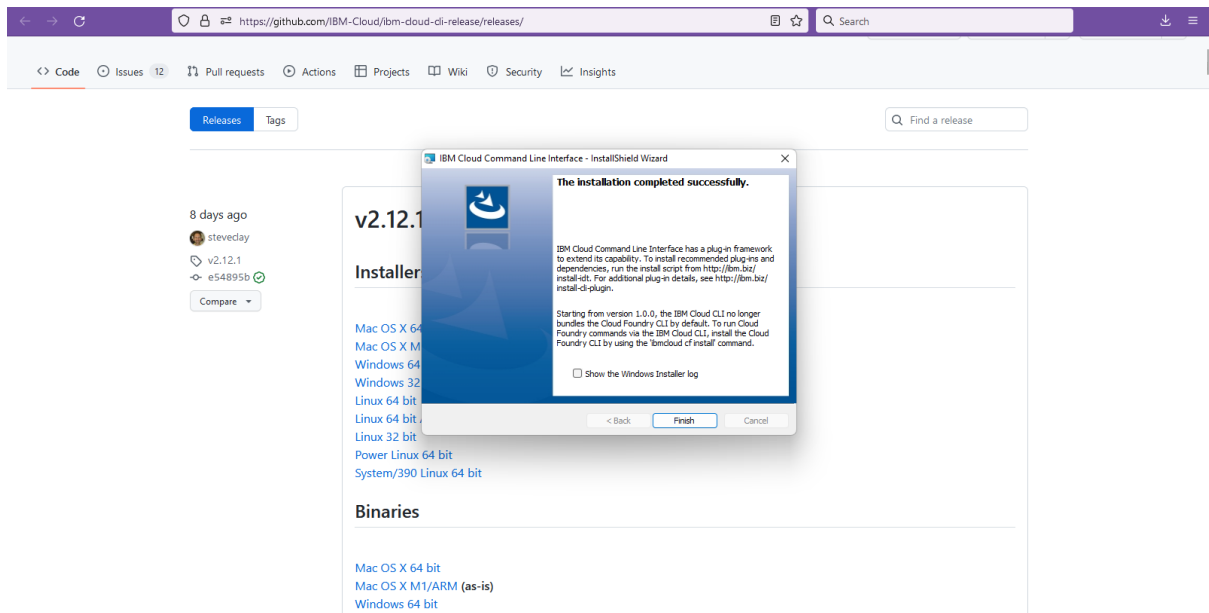 https://github.com/IBM-Cloud/ibm-cloud-cli-release/releases/
Search
Code
Issues 12
Pull requests
Actions
Projects
Wiki
Security
Insights
Releases
Tags
Find a release
8 days ago
steveclay
v2.12.1
e54895b
Compare
v2.12.1
Installer
Mac OS X 64
Mac OS X M
Windows 64
Windows 32
Linux 64 bit
Linux 64 bit
Linux 32 bit
Power Linux 64 bit
System/390 Linux 64 bit
Binaries
Mac OS X 64 bit
Mac OS X M1/ARM (as-is)
Windows 64 bit
IBM Cloud Command Line Interface - InstallShield Wizard
The installation completed successfully.
IBM Cloud Command Line Interface has a plug-in framework
to extend its capability. To install recommended plug-ins and
dependencies, run the install script from http://ibm.biz/
install-idt. For additional plug-in details, see http://ibm.biz/
install-cli-plugin.
Starting from version 1.0.0, the IBM Cloud CLI no longer
bundles the Cloud Foundry CLI by default. To run Cloud
Foundry commands via the IBM Cloud CLI, install the Cloud
Foundry CLI by using the 'ibmcloud cf install' command.
Show the Windows Installer log
< Back
Finish
Cancel